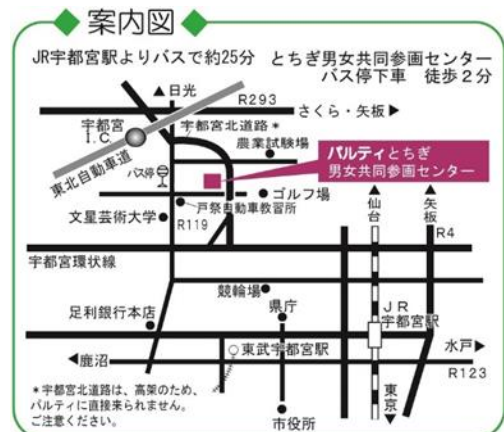 案内図
JR宇都宮駅よりバスで約25分 とちぎ男女共同参画センター
バス停下車 徒歩2分
▲日光
R293
さくら・矢板▶
宇都宮
I.C.
宇都宮北道路*
農業試験場
東北自動車道
バス停
パルティとちぎ
男女共同参画センター
ゴルフ場
戸祭自動車教習所
文星芸術大学
R119
▲仙台
▲矢板
R4
宇都宮環状線
競輪場
県庁
足利銀行本店
JR
宇都宮駅
東武宇都宮駅
水戸▶
◀鹿沼
R123
*宇都宮北道路は、高架のため、
パルティに直接来られません。
ご注意ください。
市役所
東京▼